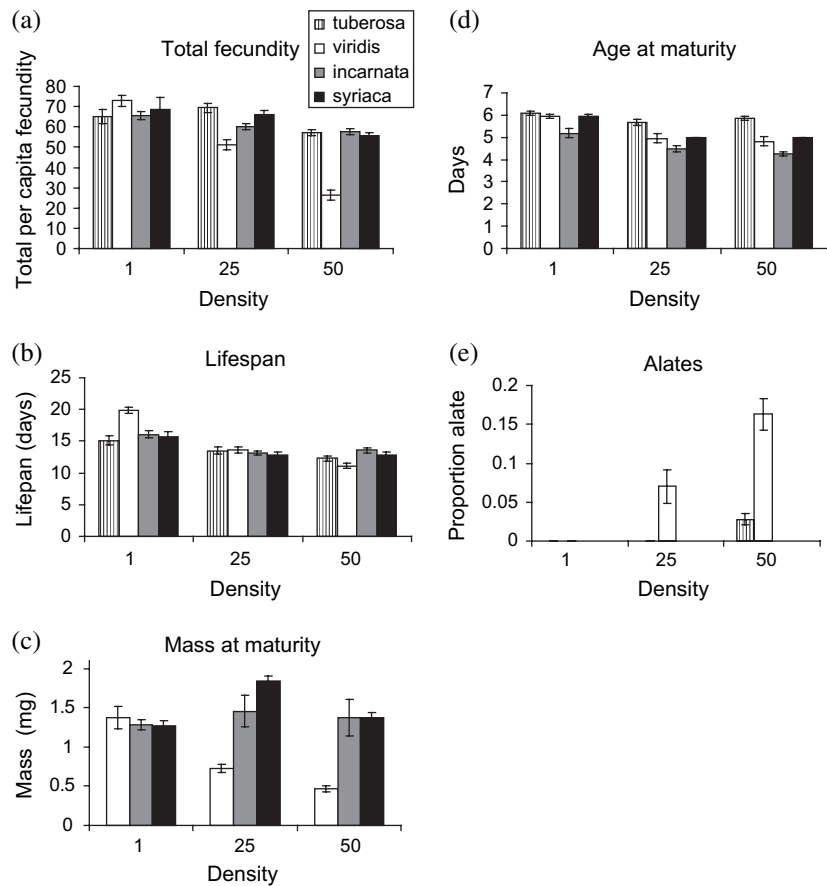 (a)
Total fecundity
tuberosa
viridis
incarnata
syriaca
Total per capita fecundity
80
70
60
50
40
30
20
10
0
1 25 50
Density
(b)
Lifespan
Lifepan (days)
25
20
15
10
5
0
1 25 50
Density
(c)
Mass at maturity
Mass (mg)
2
1.5
1
0.5
0
1 25 50
Density
(d)
Age at maturity
Days
7
6
5
4
3
2
1
0
1 25 50
Density
(e)
Alates
Proportion alate
0.2
0.15
0.1
0.05
0
1 25 50
Density